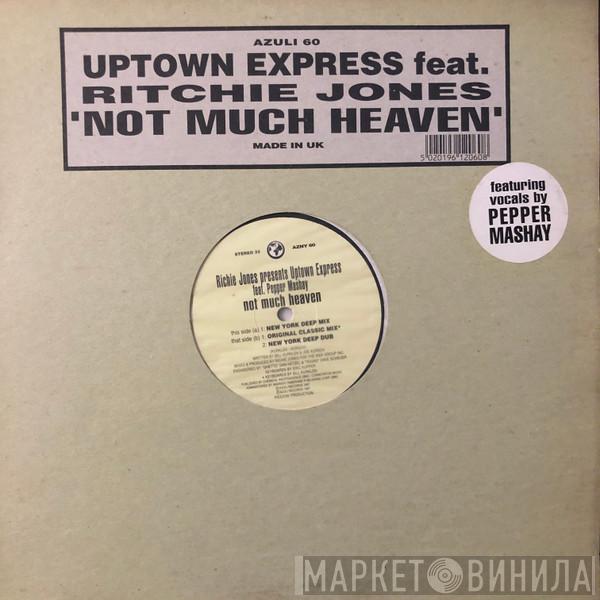 AZULI 60
UPTOWN EXPRESS feat.
RITCHIE JONES
'NOT MUCH HEAVEN'
MADE IN UK
5 020196 120608
featuring
vocals by
PEPPER
MASHAY
STEREO 33
AZNY 60
Richie Jones presents Uptown Express
feat. Pepper Mashay
not much heaven
this side (a) 1: NEW YORK DEEP MIX
that side (b) 1: ORIGINAL CLASSIC MIX*
2: NEW YORK DEEP DUB
МАРКЕТ ВИНИЛА